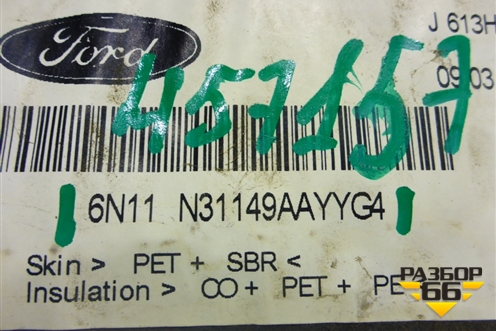 Ford
J 613H
09 03
457157
6N11 N31149AAYYG4
Skin > PET + SBR <
Insulation > CO + PET + PE
РАЗБОР
66